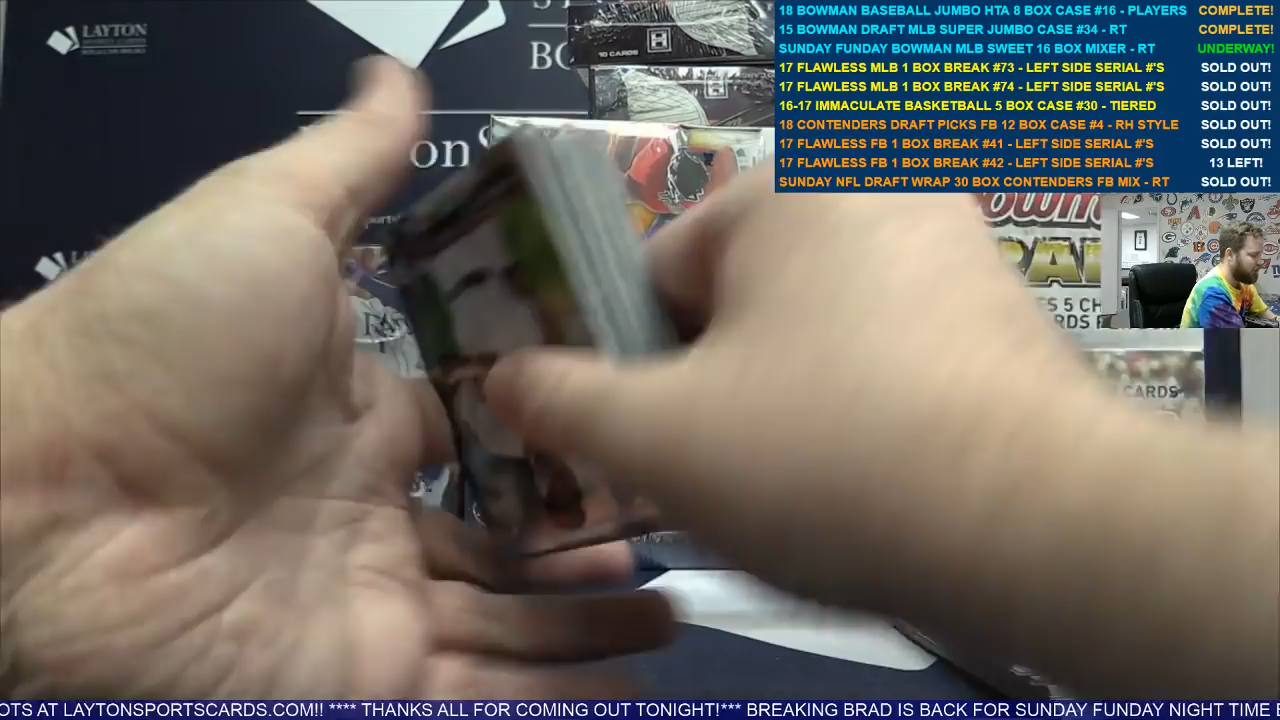 18 BOWMAN BASEBALL JUMBO HTA 8 BOX CASE #16 - PLAYERS COMPLETE!
15 BOWMAN DRAFT MLB SUPER JUMBO CASE #34 - RT COMPLETE!
SUNDAY FUNDAY BOWMAN MLB SWEET 16 BOX MIXER - RT UNDERWAY!
17 FLAWLESS MLB 1 BOX BREAK #73 - LEFT SIDE SERIAL #'S SOLD OUT!
17 FLAWLESS MLB 1 BOX BREAK #74 - LEFT SIDE SERIAL #'S SOLD OUT!
16-17 IMMACULATE BASKETBALL 5 BOX CASE #30 - TIERED SOLD OUT!
18 CONTENDERS DRAFT PICKS FB 12 BOX CASE #4 - RH STYLE SOLD OUT!
17 FLAWLESS FB 1 BOX BREAK #41 - LEFT SIDE SERIAL #'S SOLD OUT!
17 FLAWLESS FB 1 BOX BREAK #42 - LEFT SIDE SERIAL #'S 13 LEFT!
SUNDAY NFL DRAFT WRAP 30 BOX CONTENDERS FB MIX - RT SOLD OUT!
LAYTON
10 CARDS
BO
on S
S 5 CH
CARDS
OTS AT LAYTONSPORTSCARDS.COM!! **** THANKS ALL FOR COMING OUT TONIGHT!*** BREAKING BRAD IS BACK FOR SUNDAY FUNDAY NIGHT TIME